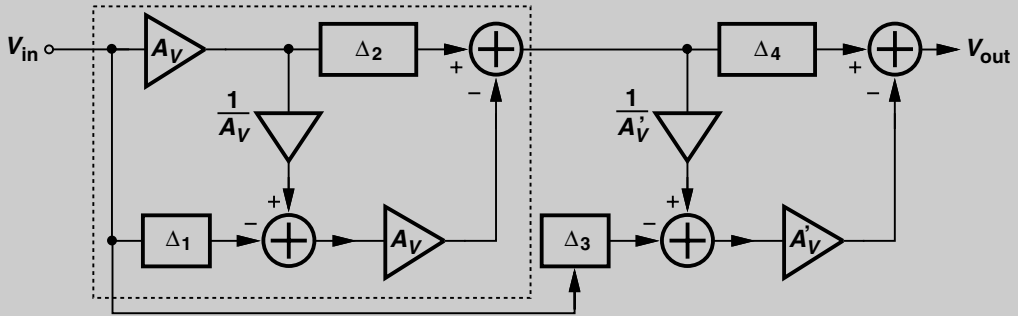 V_in
A_V
Δ_2
+
-
1/A_V
+
-
Δ_1
A_V
1/A'_V
Δ_4
+
-
V_out
+
-
Δ_3
A'_V